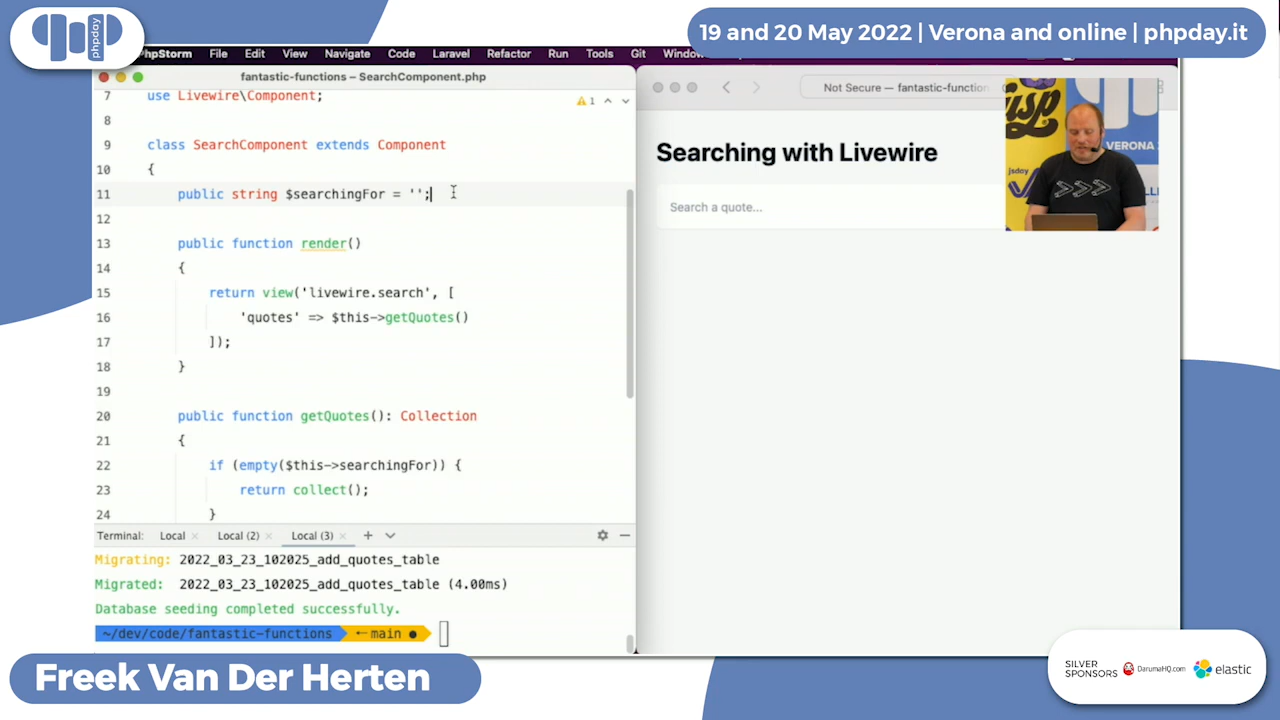 phpday
19 and 20 May 2022 | Verona and online | phpday.it
PhpStorm File Edit View Navigate Code Laravel Refactor Run Tools Git Window
fantastic-functions – SearchComponent.php
7 use Livewire\Component;
1
8
9 class SearchComponent extends Component
10 {
11 public string $searchingFor = '';
12
13 public function render()
14 {
15 return view('livewire.search', [
16 'quotes' => $this->getQuotes()
17 ]);
18 }
19
20 public function getQuotes(): Collection
21 {
22 if (empty($this->searchingFor)) {
23 return collect();
24 }
Terminal: Local × Local (2) × Local (3) × +
Migrating: 2022_03_23_102025_add_quotes_table
Migrated: 2022_03_23_102025_add_quotes_table (4.00ms)
Database seeding completed successfully.
~/dev/code/fantastic-functions main ●
Not Secure — fantastic-function
Searching with Livewire
Search a quote...
VERONA
jsday
>>>
Freek Van Der Herten
SILVER
SPONSORS
DarumaHQ.com
elastic